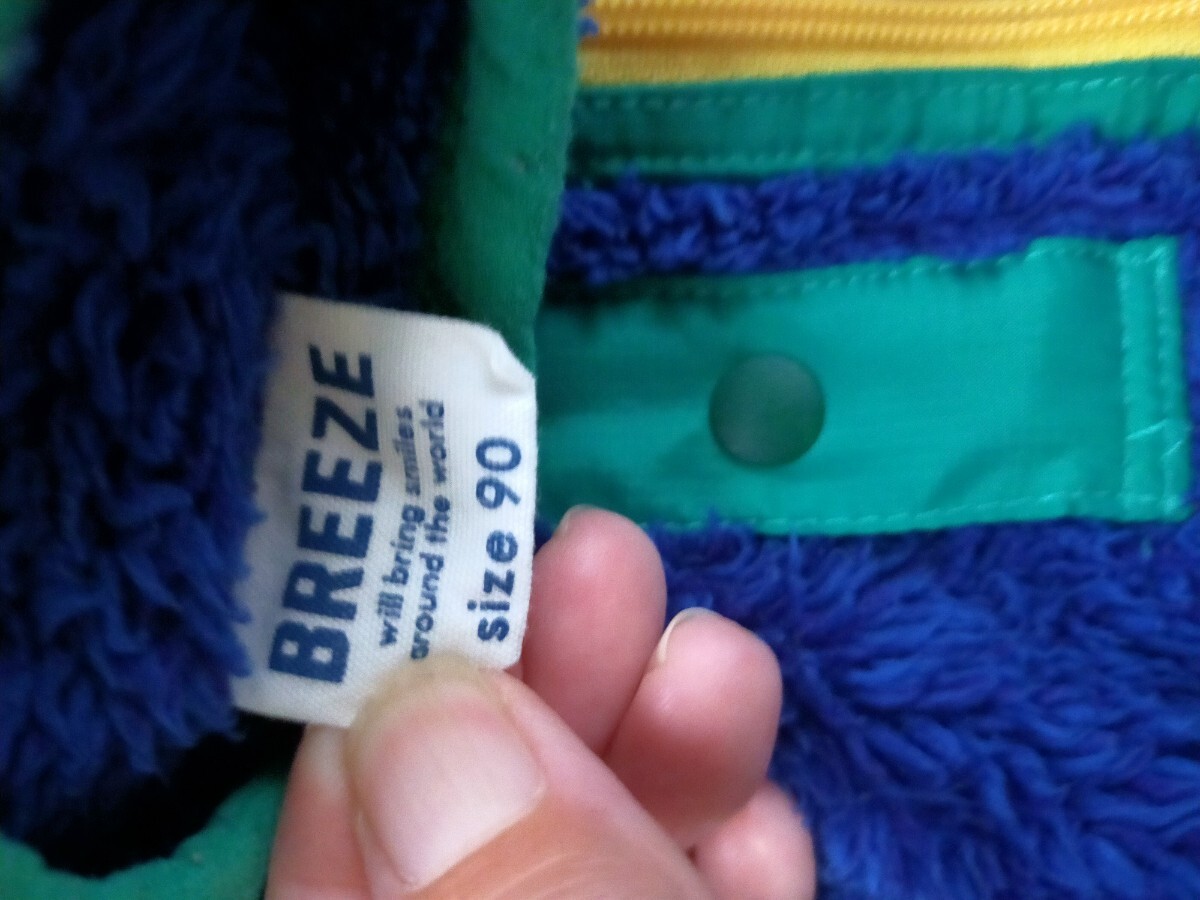 BREEZE
will bring smiles
around the world
size 90